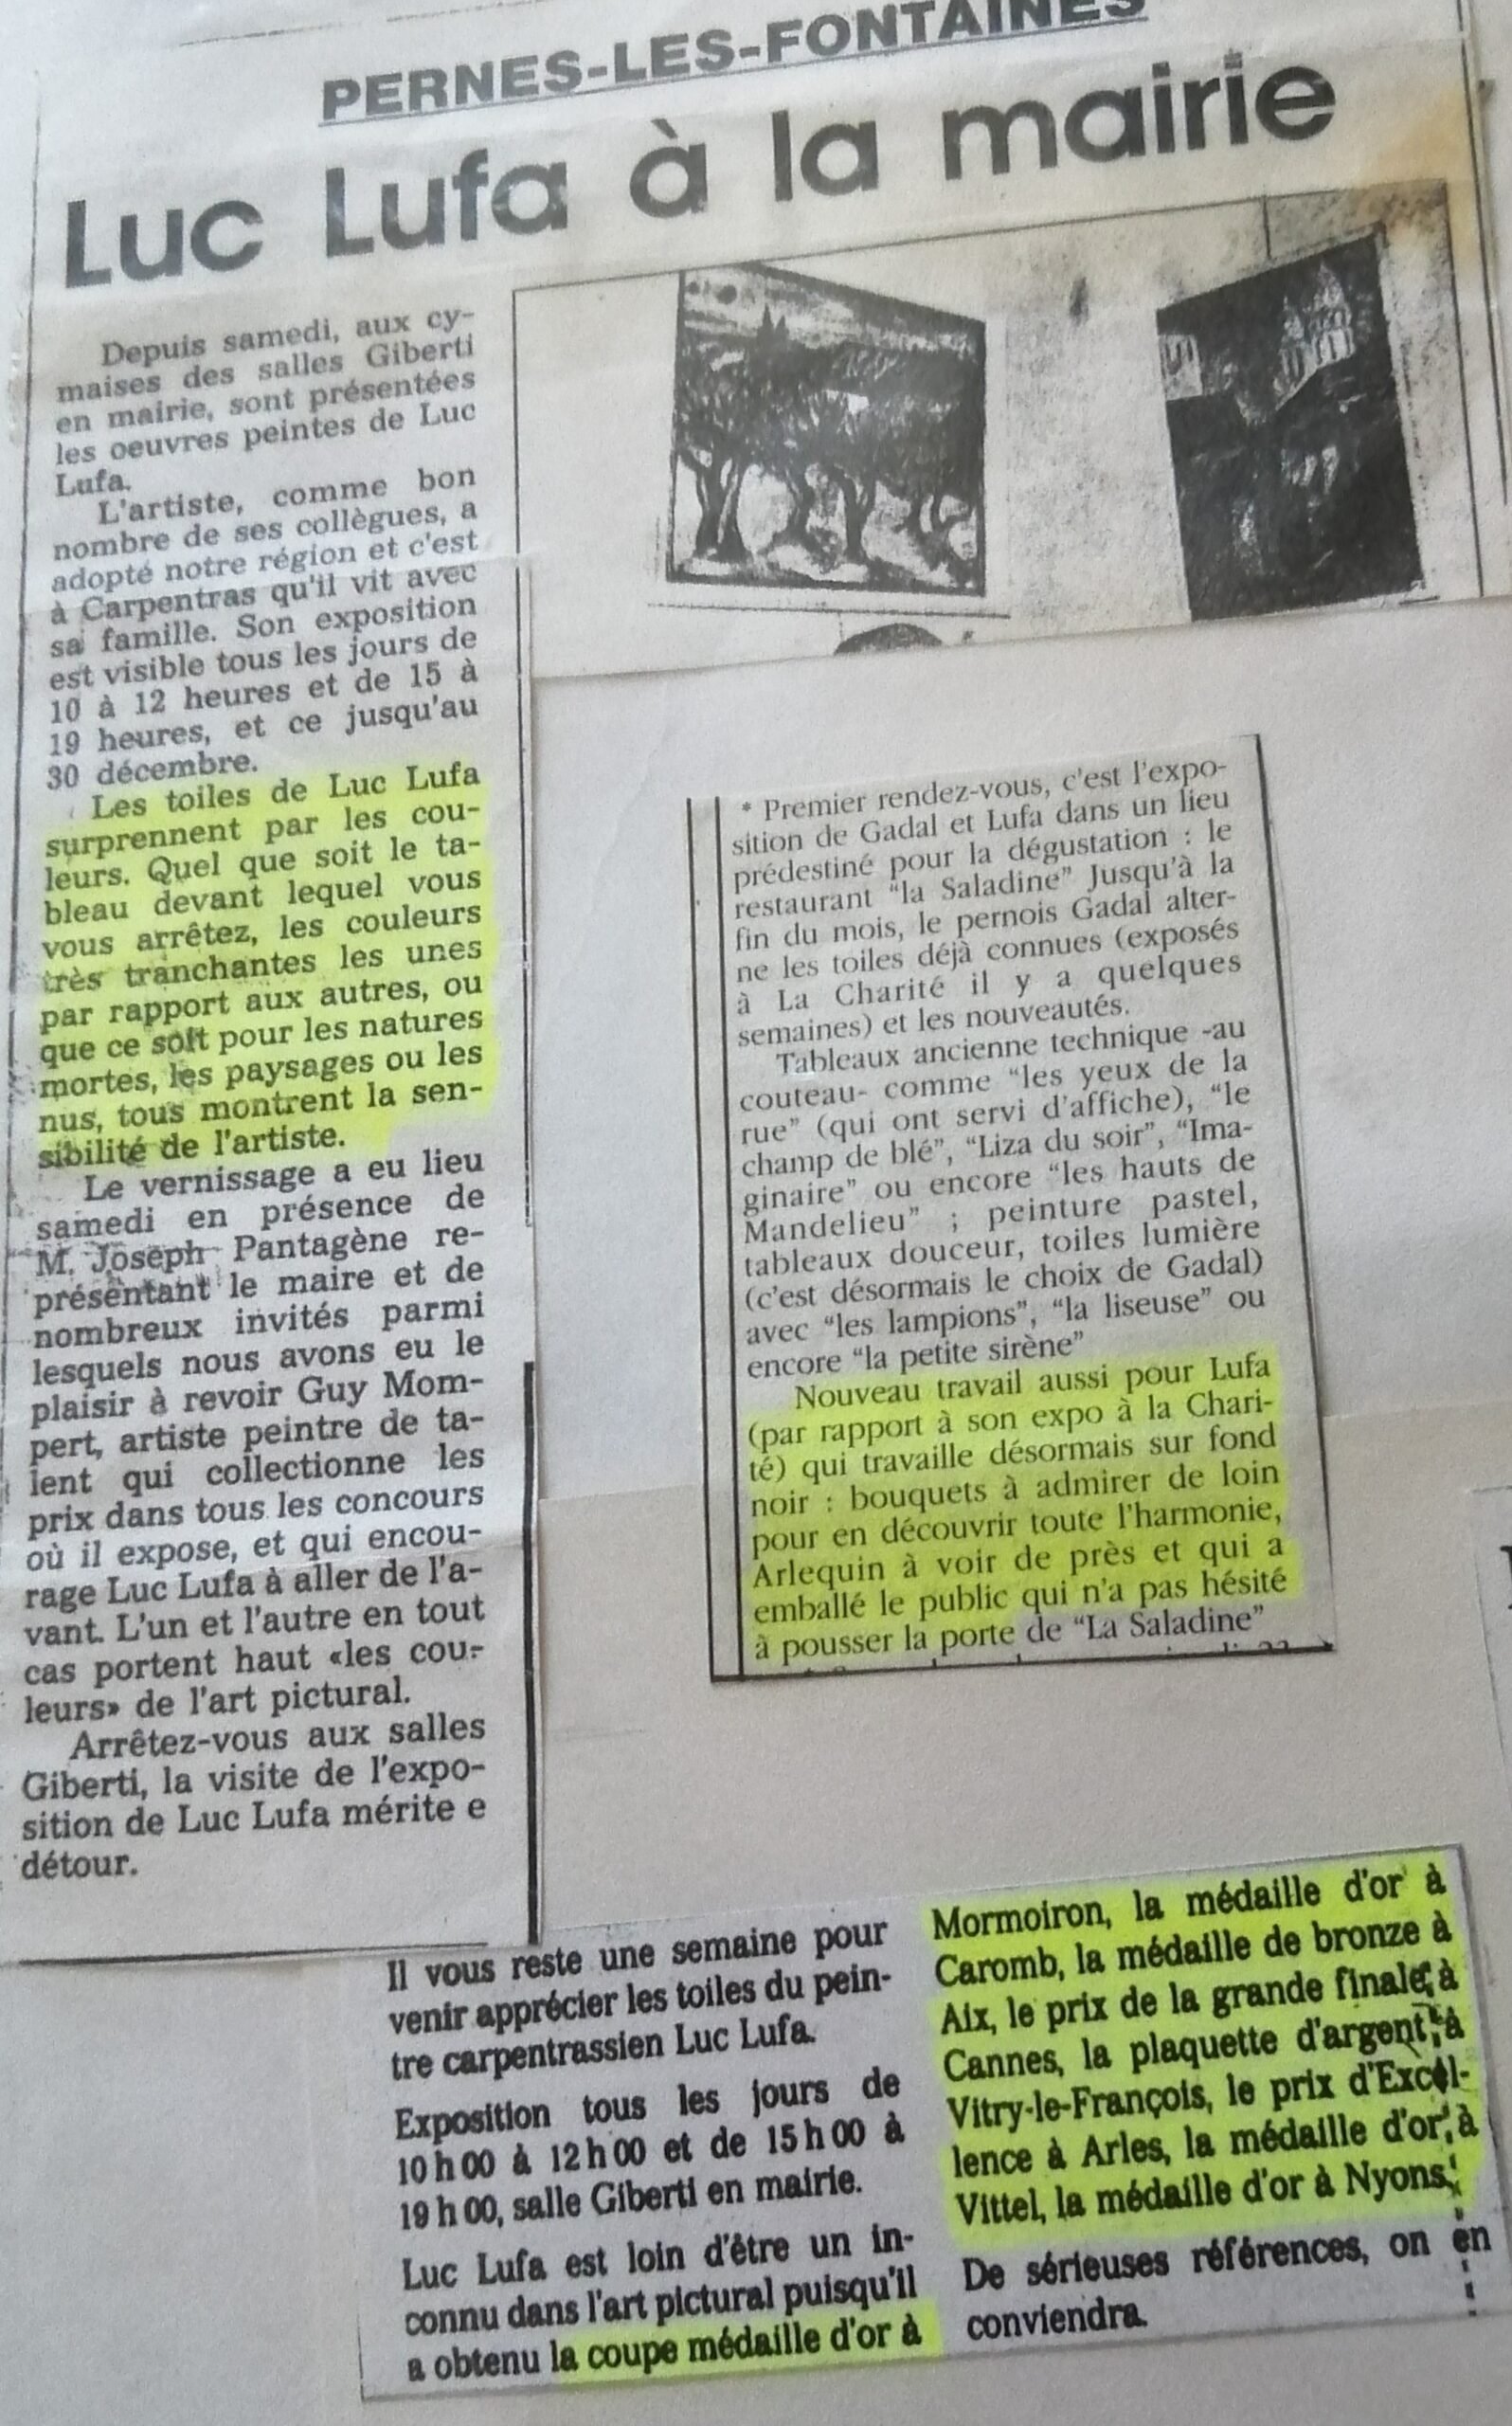 PERNES-LES-FONTAINES
Luc Lufa à la mairie
Depuis samedi, aux cy-
maises des salles Giberti
en mairie, sont présentées
les oeuvres peintes de Luc
Lufa.
L'artiste, comme bon
nombre de ses collègues, a
adopté notre région et c'est
à Carpentras qu'il vit avec
sa famille. Son exposition
est visible tous les jours de
10 à 12 heures et de 15 à
19 heures, et ce jusqu'au
30 décembre.
Les toiles de Luc Lufa
surprennent par les cou-
leurs. Quel que soit le ta-
bleau devant lequel vous
vous arrêtez, les couleurs
très tranchantes les unes
par rapport aux autres, ou
que ce soit pour les natures
mortes, les paysages ou les
nus, tous montrent la sen-
sibilité de l'artiste.
Le vernissage a eu lieu
samedi en présence de
M. Joseph Pantagène re-
présentant le maire et de
nombreux invités parmi
lesquels nous avons eu le
plaisir à revoir Guy Mom-
pert, artiste peintre de ta-
lent qui collectionne les
prix dans tous les concours
où il expose, et qui encou-
rage Luc Lufa à aller de l'a-
vant. L'un et l'autre en tout
cas portent haut «les cou-
leurs» de l'art pictural.
Arrêtez-vous aux salles
Giberti, la visite de l'expo-
sition de Luc Lufa mérite e
détour.
* Premier rendez-vous, c'est l'expo-
sition de Gadal et Lufa dans un lieu
prédestiné pour la dégustation : le
restaurant "la Saladine" Jusqu'à la
fin du mois, le pernois Gadal alter-
ne les toiles déjà connues (exposés
à La Charité il y a quelques
semaines) et les nouveautés.
Tableaux ancienne technique -au
couteau- comme "les yeux de la
rue" (qui ont servi d'affiche), "le
champ de blé", "Liza du soir", "Ima-
ginaire" ou encore "les hauts de
Mandelieu" ; peinture pastel,
tableaux douceur, toiles lumière
(c'est désormais le choix de Gadal)
avec "les lampions", "la liseuse" ou
encore "la petite sirène"
Nouveau travail aussi pour Lufa
(par rapport à son expo à la Chari-
té) qui travaille désormais sur fond
noir : bouquets à admirer de loin
pour en découvrir toute l'harmonie,
Arlequin à voir de près et qui a
emballé le public qui n'a pas hésité
à pousser la porte de "La Saladine"
Il vous reste une semaine pour
venir apprécier les toiles du pein-
tre carpentrassien Luc Lufa.
Exposition tous les jours de
10 h 00 à 12 h 00 et de 15 h 00 à
19 h 00, salle Giberti en mairie.
Luc Lufa est loin d'être un in-
connu dans l'art pictural puisqu'il
a obtenu la coupe médaille d'or à
Mormoiron, la médaille d'or à
Caromb, la médaille de bronze à
Aix, le prix de la grande finale à
Cannes, la plaquette d'argent à
Vitry-le-François, le prix d'Excel-
lence à Arles, la médaille d'or à
Vittel, la médaille d'or à Nyons.
De sérieuses références, on en
conviendra.